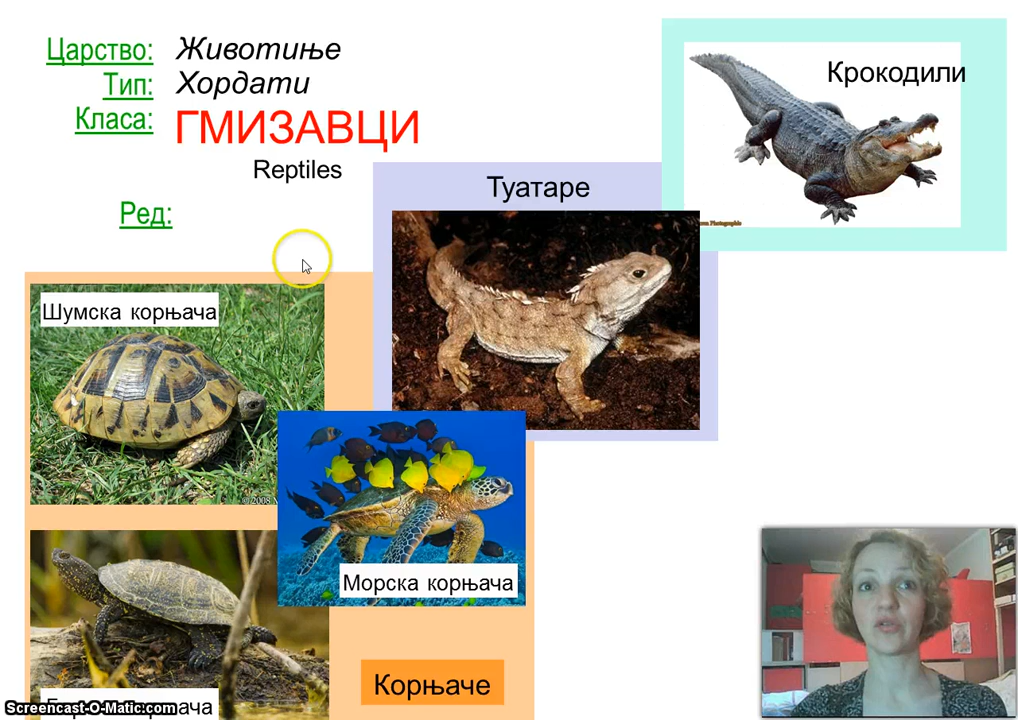 Царство: Животиње
Тип: Хордати
Класа: ГМИЗАВЦИ
Reptiles
Ред:
Крокодили
Туатаре
Шумска корњача
Морска корњача
Корњаче
Screencast-O-Matic.com